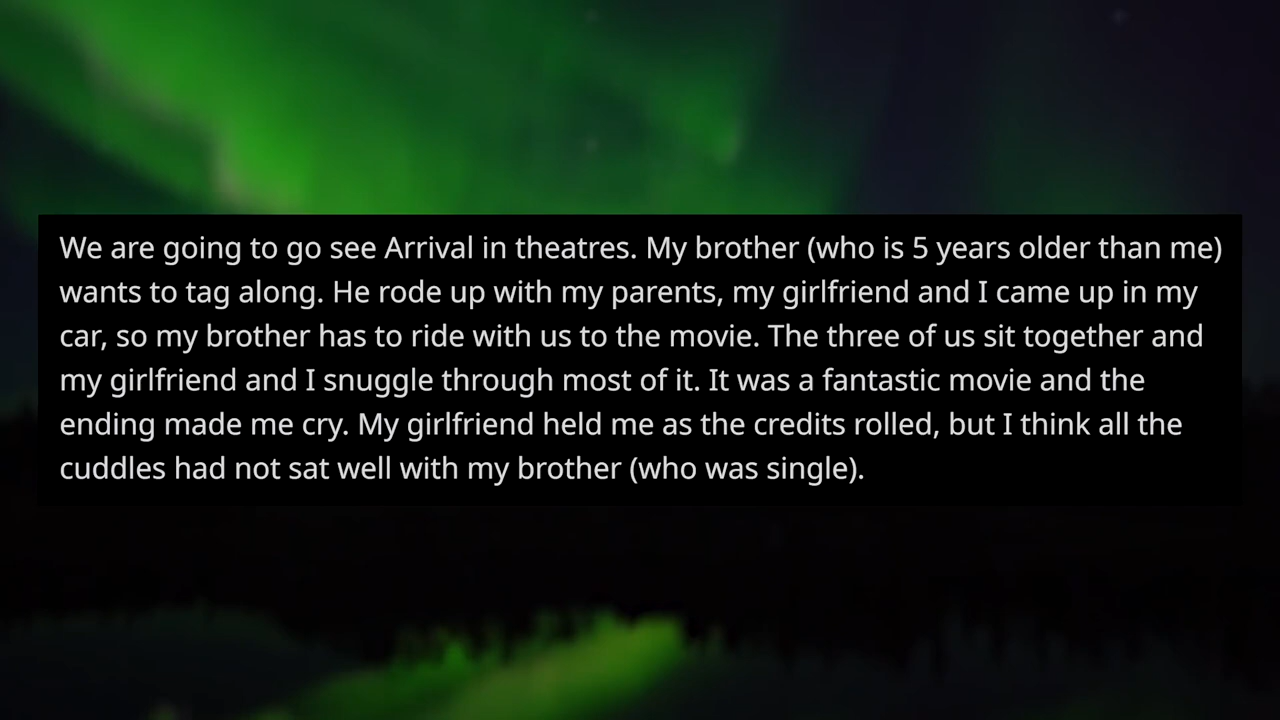 We are going to go see Arrival in theatres. My brother (who is 5 years older than me)
wants to tag along. He rode up with my parents, my girlfriend and I came up in my
car, so my brother has to ride with us to the movie. The three of us sit together and
my girlfriend and I snuggle through most of it. It was a fantastic movie and the
ending made me cry. My girlfriend held me as the credits rolled, but I think all the
cuddles had not sat well with my brother (who was single).